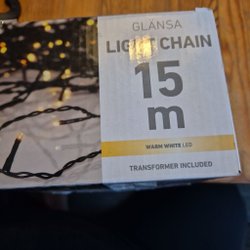 GLÄNSA
LIGHT CHAIN
15
m
WARM WHITE LED
TRANSFORMER INCLUDED